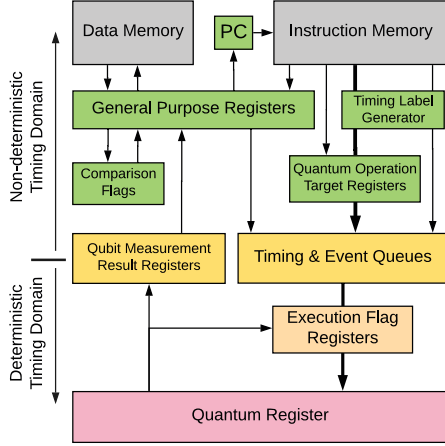 Data Memory
PC
Instruction Memory
General Purpose Registers
Timing Label
Generator
Comparison
Flags
Quantum Operation
Target Registers
Non-deterministic
Timing Domain
Qubit Measurement
Result Registers
Timing & Event Queues
Deterministic
Timing Domain
Execution Flag
Registers
Quantum Register